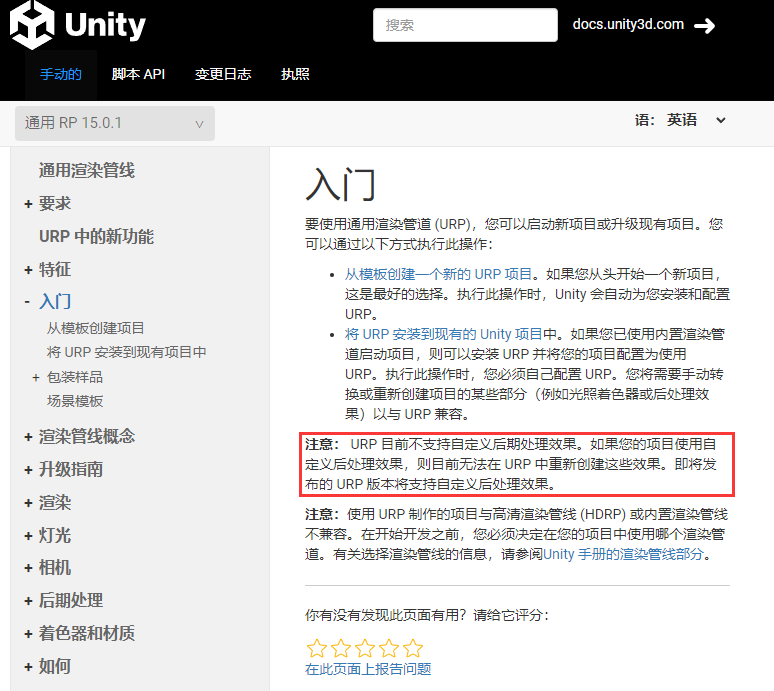 Unity
搜索
docs.unity3d.com
手动的 脚本 API 变更日志 执照
通用 RP 15.0.1
语: 英语
通用渲染管线
+ 要求
URP 中的新功能
+ 特征
- 入门
从模板创建项目
将 URP 安装到现有项目中
+ 包装样品
场景模板
+ 渲染管线概念
+ 升级指南
+ 渲染
+ 灯光
+ 相机
+ 后期处理
+ 着色器和材质
+ 如何
入门
要使用通用渲染管道 (URP)，您可以启动新项目或升级现有项目。您
可以通过以下方式执行此操作：
• 从模板创建一个新的 URP 项目。如果您从头开始一个新项目，
这是最好的选择。执行此操作时，Unity 会自动为您安装和配置
URP。
• 将 URP 安装到现有的 Unity 项目中。如果您已使用内置渲染管
道启动项目，则可以安装 URP 并将您的项目配置为使用
URP。执行此操作时，您必须自己配置 URP。您将需要手动转
换或重新创建项目的某些部分（例如光照着色器或后处理效
果）以与 URP 兼容。
注意： URP 目前不支持自定义后期处理效果。如果您的项目使用自
定义后处理效果，则目前无法在 URP 中重新创建这些效果。即将发
布的 URP 版本将支持自定义后处理效果。
注意：使用 URP 制作的项目与高清渲染管线 (HDRP) 或内置渲染管线
不兼容。在开始开发之前，您必须决定在您的项目中使用哪个渲染管
道。有关选择渲染管线的信息，请参阅Unity 手册的渲染管线部分。
你有没有发现此页面有用？请给它评分：
在此页面上报告问题